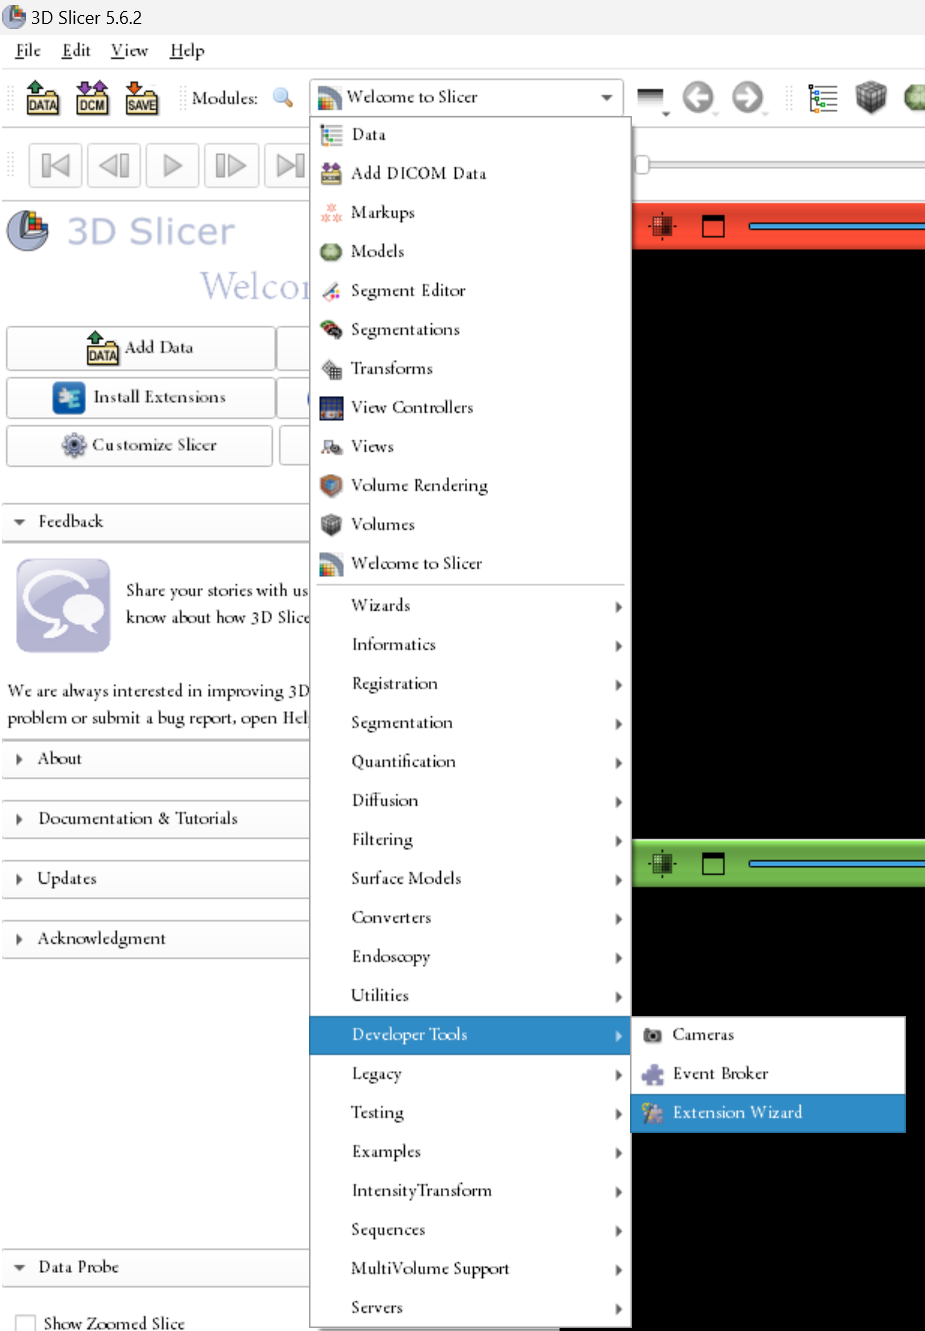 3D Slicer 5.6.2
File Edit View Help
DATA DCM SAVE Modules: Welcome to Slicer
3D Slicer
Welco
DATA Add Data
Install Extensions
Customize Slicer
Feedback
Share your stories with us
know about how 3D Slice
We are always interested in improving 3D
problem or submit a bug report, open Hel
About
Documentation & Tutorials
Updates
Acknowledgment
Data Probe
Show Zoomed Slice
Data
Add DICOM Data
Markups
Models
Segment Editor
Segmentations
Transforms
View Controllers
Views
Volume Rendering
Volumes
Welcome to Slicer
Wizards
Informatics
Registration
Segmentation
Quantification
Diffusion
Filtering
Surface Models
Converters
Endoscopy
Utilities
Developer Tools
Legacy
Testing
Examples
IntensityTransform
Sequences
MultiVolume Support
Servers
Cameras
Event Broker
Extension Wizard